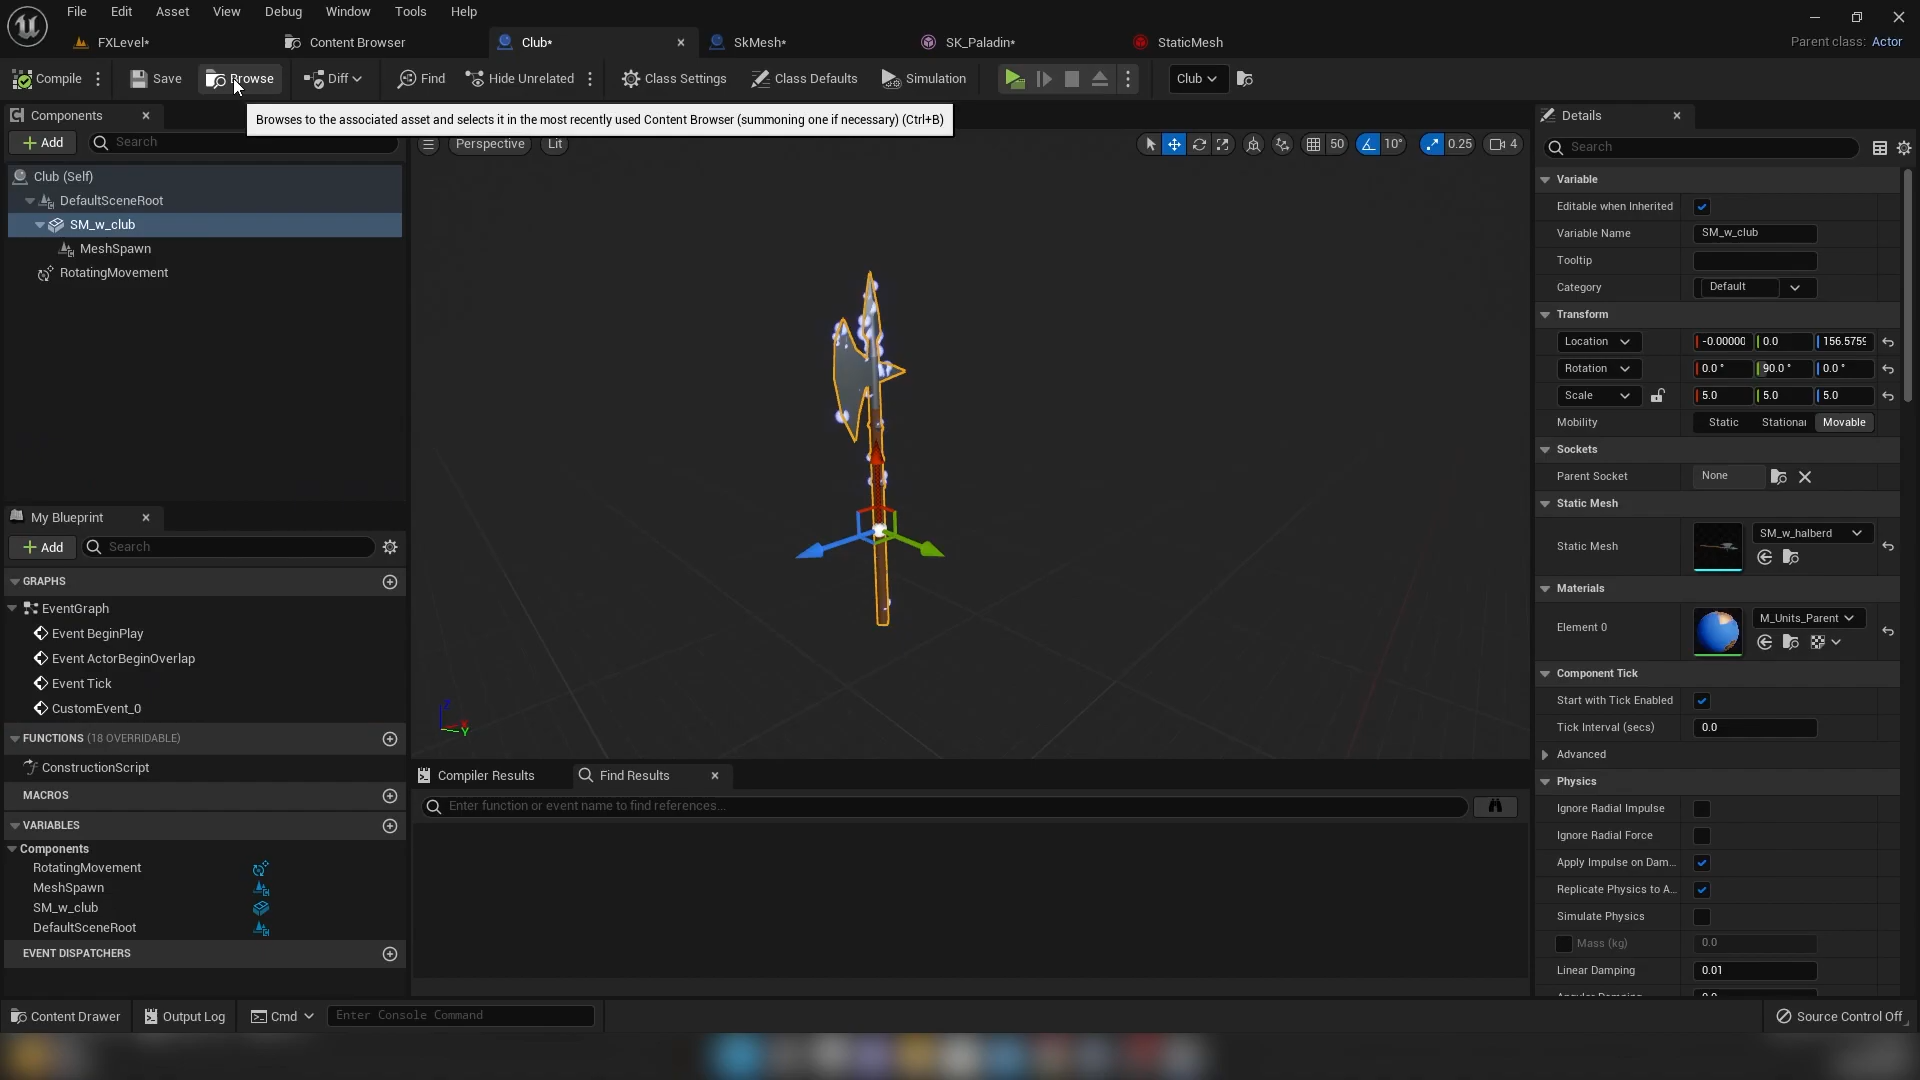 File Edit Asset View Debug Window Tools Help
FXLevel* Content Browser Club* SkMesh* SK_Paladin* StaticMesh Parent class: Actor
Compile Save Browse Diff Find Hide Unrelated Class Settings Class Defaults Simulation Club
Browses to the associated asset and selects it in the most recently used Content Browser (summoning one if necessary) (Ctrl+B)
Components
Add Search
Club (Self)
DefaultSceneRoot
SM_w_club
MeshSpawn
RotatingMovement
My Blueprint
Add Search
GRAPHS
EventGraph
Event BeginPlay
Event ActorBeginOverlap
Event Tick
CustomEvent_0
FUNCTIONS (18 OVERRIDABLE)
ConstructionScript
MACROS
VARIABLES
Components
RotatingMovement
MeshSpawn
SM_w_club
DefaultSceneRoot
EVENT DISPATCHERS
Perspective Lit 50 10° 0.25 4
Z X Y
Compiler Results Find Results
Enter function or event name to find references...
Details
Search
Variable
Editable when Inherited
Variable Name SM_w_club
Tooltip
Category Default
Transform
Location -0.00000 0.0 156.5759
Rotation 0.0 ° 90.0 ° 0.0 °
Scale 5.0 5.0 5.0
Mobility Static Stationar Movable
Sockets
Parent Socket None
Static Mesh
Static Mesh SM_w_halberd
Materials
Element 0 M_Units_Parent
Component Tick
Start with Tick Enabled
Tick Interval (secs) 0.0
Advanced
Physics
Ignore Radial Impulse
Ignore Radial Force
Apply Impulse on Dam...
Replicate Physics to A...
Simulate Physics
Mass (kg) 0.0
Linear Damping 0.01
Angular Damping 0.0
Content Drawer Output Log Cmd Enter Console Command Source Control Off